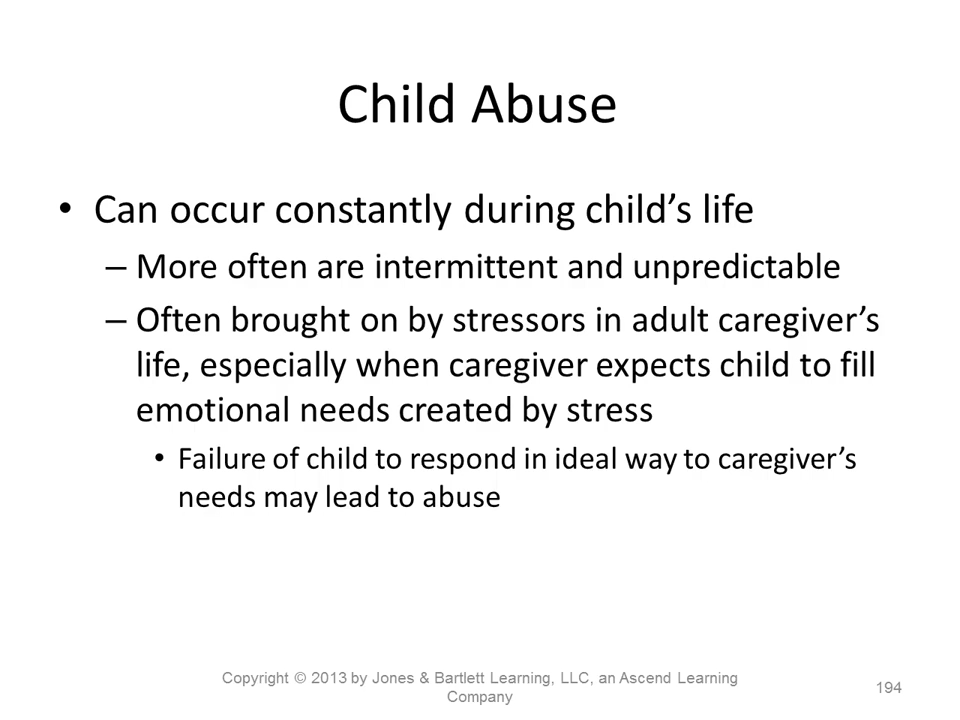 Child Abuse
• Can occur constantly during child’s life
– More often are intermittent and unpredictable
– Often brought on by stressors in adult caregiver’s
life, especially when caregiver expects child to fill
emotional needs created by stress
• Failure of child to respond in ideal way to caregiver’s
needs may lead to abuse
Copyright © 2013 by Jones & Bartlett Learning, LLC, an Ascend Learning
Company
194